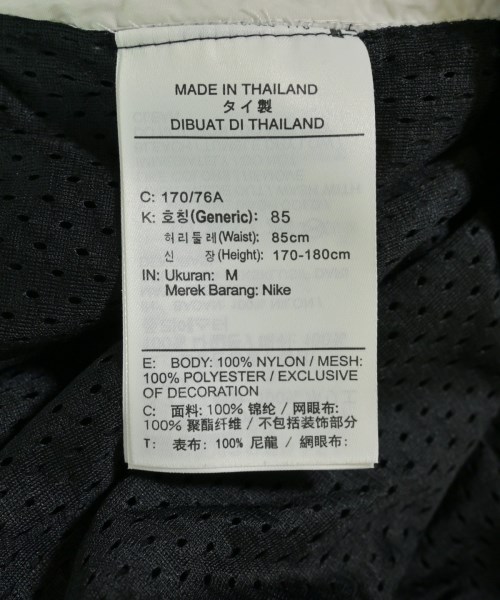 MADE IN THAILAND
タイ製
DIBUAT DI THAILAND
C: 170/76A
K: 호칭(Generic): 85
허리둘레(Waist): 85cm
신 장(Height): 170-180cm
IN: Ukuran: M
Merek Barang: Nike
E: BODY: 100% NYLON / MESH:
100% POLYESTER / EXCLUSIVE
OF DECORATION
C: 面料: 100% 锦纶 / 网眼布:
100% 聚酯纤维 / 不包括装饰部分
T: 表布: 100% 尼龍 / 網眼布: